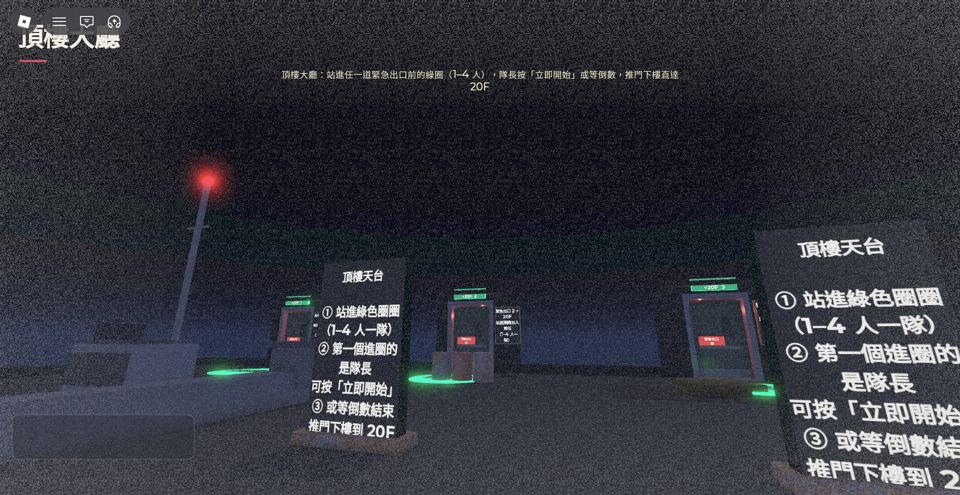 頂樓大廳
頂樓大廳：站進任一道緊急出口前的綠圈（1–4 人），隊長按「立即開始」或等倒數，推門下樓直達
20F
頂樓天台
① 站進綠色圈圈
（1–4 人一隊）
② 第一個進圈的
是隊長
可按「立即開始」
③ 或等倒數結束
推門下樓到 20F
頂樓天台
① 站進綠色圈圈
（1–4 人一隊）
② 第一個進圈的
是隊長
可按「立即開始
③ 或等倒數結
推門下樓到 2